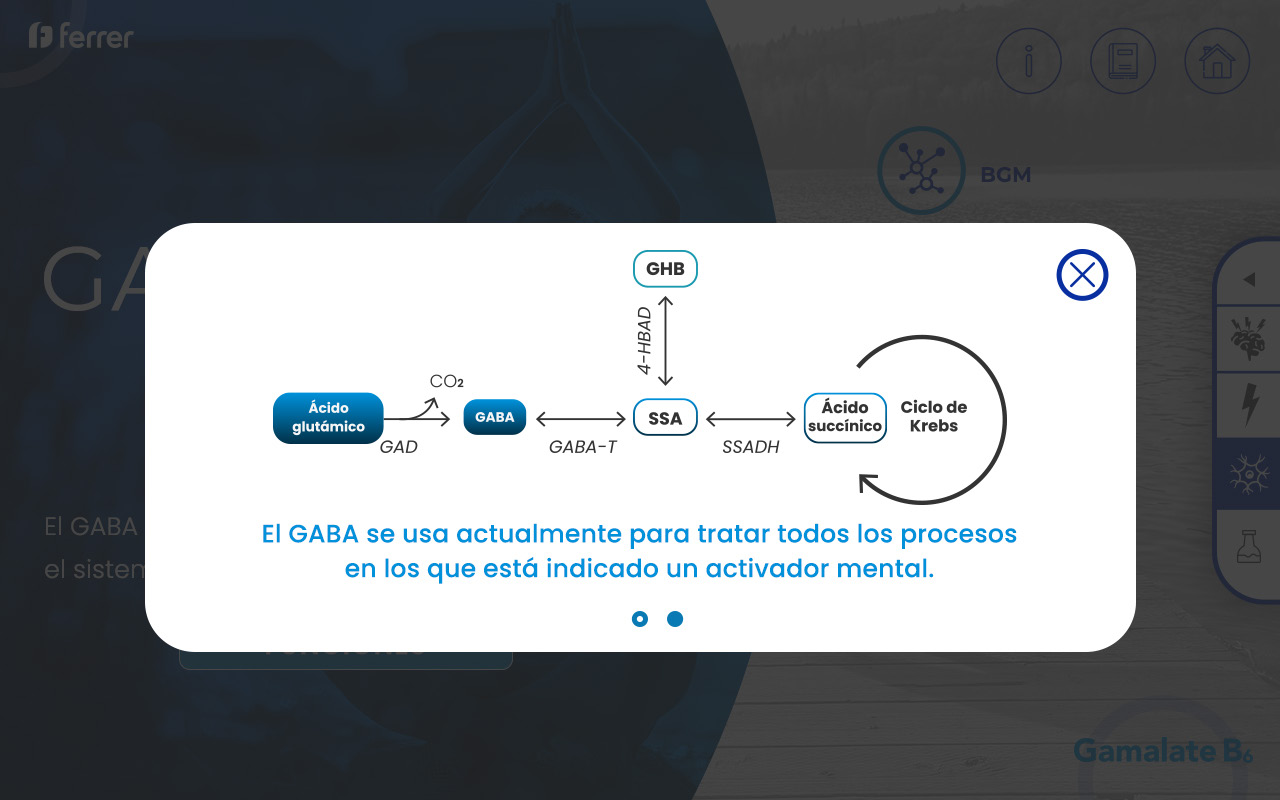 ferrer
BGM
GA
GHB
4-HBAD
CO₂
Ácido
glutámico
GAD
GABA
GABA-T
SSA
SSADH
Ácido
succínico
Ciclo de
Krebs
El GABA
el sistem
El GABA se usa actualmente para tratar todos los procesos
en los que está indicado un activador mental.
Gamalate B₆